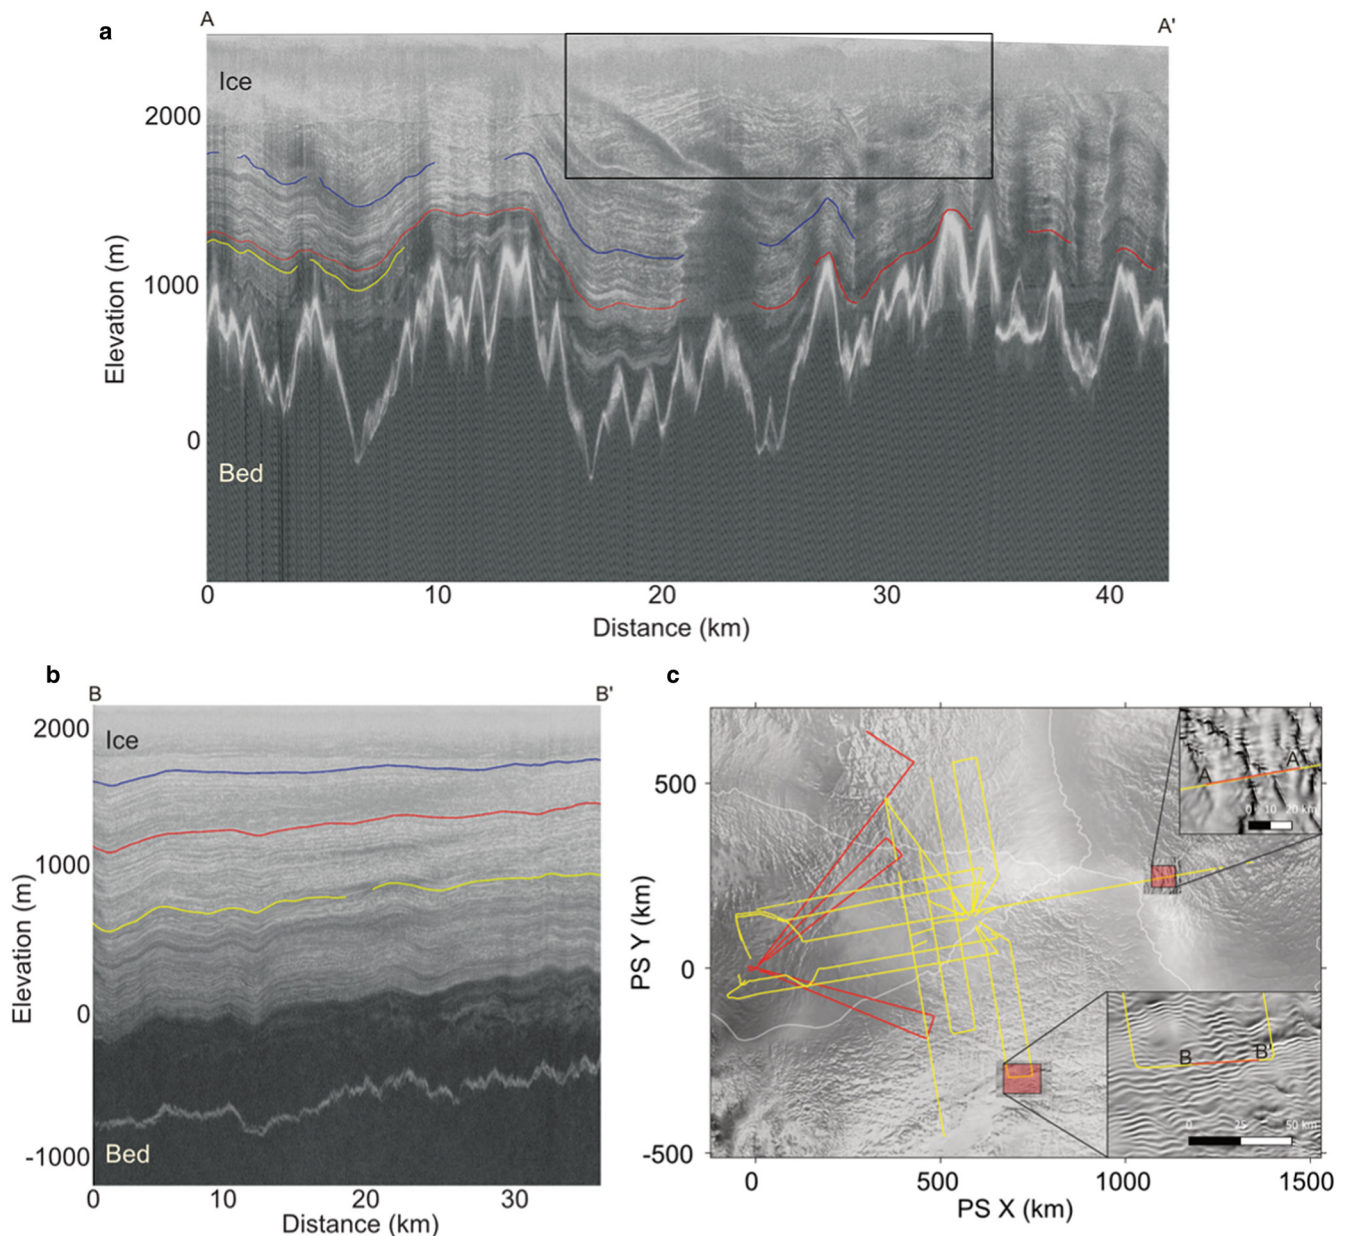 a
A
A'
Ice
2000
1000
0
Elevation (m)
Bed
0 10 20 30 40
Distance (km)
b
B
B'
Ice
2000
1000
0
-1000
Elevation (m)
Bed
0 10 20 30
Distance (km)
c
500
0
-500
PS Y (km)
A
A'
0 10 20 km
B
B'
0 25 50 km
0 500 1000 1500
PS X (km)